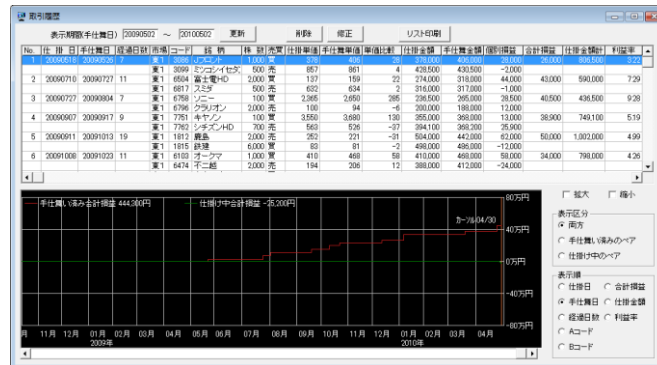 取引履歴
表示期間(手仕舞日) 20090502 ～ 20100502 更新 削除 修正 リスト印刷
No. 仕 掛 日 手仕舞日 経過日数 市場 コード 銘 柄 株 数 売買 仕掛単価 手仕舞単価 単価比較 仕掛金額 手仕舞金額 個別損益 合計損益 仕掛金額計 利益率
1 20090518 20090526 7 東1 3086 Jフロント 1,000 買 378 406 28 378,000 406,000 28,000 26,000 806,500 3.22
東1 3099 ミツコシイセタン 500 売 857 861 4 428,500 430,500 -2,000
2 20090710 20090727 11 東1 6504 富士電HD 2,000 買 137 159 22 274,000 318,000 44,000 43,000 590,000 7.29
東1 6817 スミダ 500 売 632 634 2 316,000 317,000 -1,000
3 20090727 20090804 7 東1 6758 ソニー 100 買 2,365 2,650 285 236,500 265,000 28,500 40,500 436,500 9.28
東1 6796 クラリオン 2,000 売 100 94 -6 200,000 188,000 12,000
4 20090907 20090917 9 東1 7751 キヤノン 100 買 3,550 3,680 130 355,000 368,000 13,000 38,900 749,100 5.19
東1 7762 シチズンHD 700 売 563 526 -37 394,100 368,200 25,900
5 20090911 20091013 19 東1 1812 鹿島 2,000 売 252 221 -31 504,000 442,000 62,000 50,000 1,002,000 4.99
東1 1815 鉄建 6,000 買 83 81 -2 498,000 486,000 -12,000
6 20091008 20091023 11 東1 6103 オークマ 1,000 買 410 468 58 410,000 468,000 58,000 34,000 798,000 4.26
東1 6474 不二越 2,000 売 194 206 12 388,000 412,000 -24,000
手仕舞い済み合計損益 444,300円 仕掛け中合計損益 -25,200円
カーソル04/30
80万円
40万円
0万円
-40万円
-80万円
月 11月 12月 01月 02月 03月 04月 05月 06月 07月 08月 09月 10月 11月 12月 01月 02月 03月 04月
2009年 2010年
拡大 縮小
表示区分
両方
手仕舞い済みのペア
仕掛け中のペア
表示順
仕掛日 合計損益
手仕舞日 仕掛金額
経過日数 利益率
Aコード
Bコード